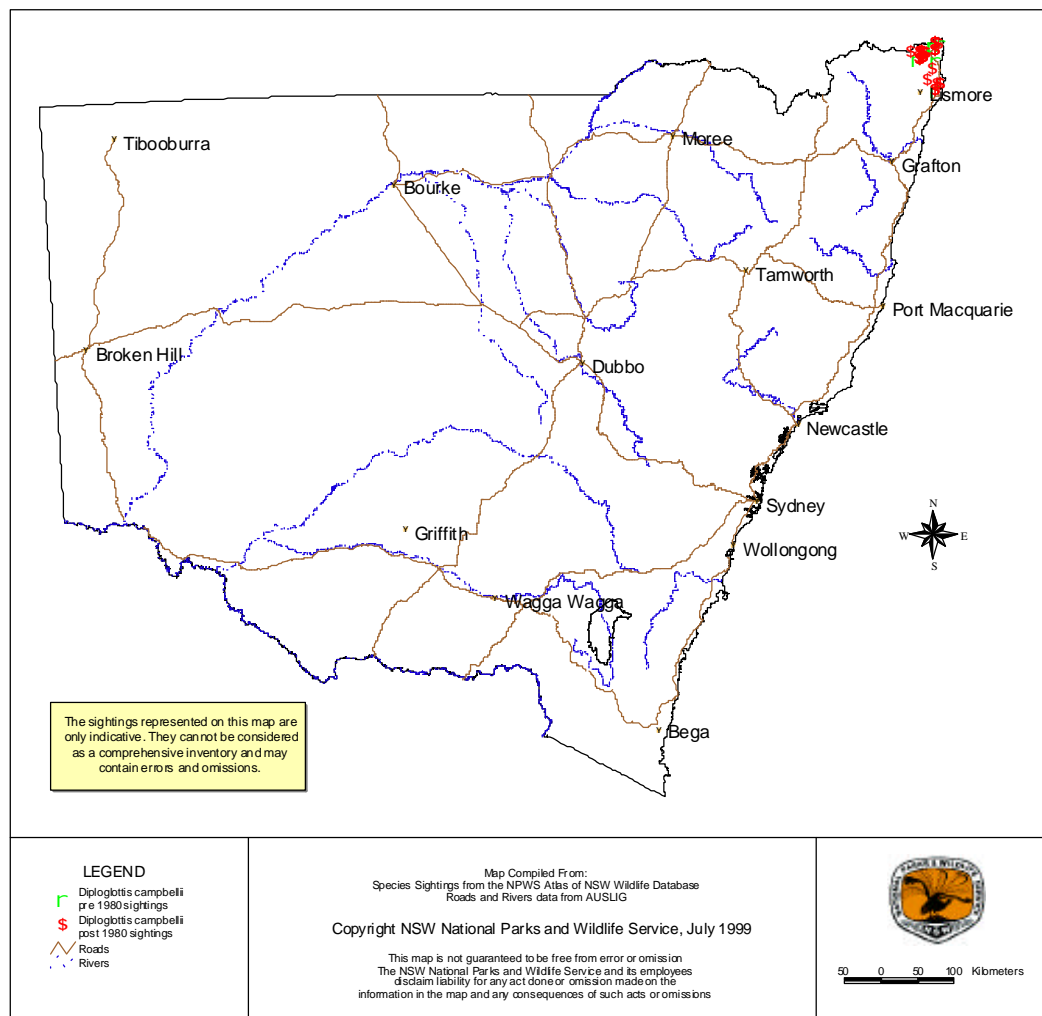 Lismore
Tibooburra
Moree
Grafton
Bourke
Tamworth
Port Macquarie
Broken Hill
Dubbo
Newcastle
Sydney
Griffith
Wollongong
N
W E
S
Wagga Wagga
Bega
The sightings represented on this map are
only indicative. They cannot be considered
as a comprehensive inventory and may
contain errors and omissions.
LEGEND
r Diploglottis campbellii
pre 1980 sightings
$ Diploglottis campbellii
post 1980 sightings
Roads
Rivers
Map Compiled From:
Species Sightings from the NPWS Atlas of NSW Wildlife Database
Roads and Rivers data from AUSLIG
Copyright NSW National Parks and Wildlife Service, July 1999
This map is not guaranteed to be free from error or omission
The NSW National Parks and Wildlife Service and its employees
disclaim liability for any act done or omission made on the
information in the map and any consequences of such acts or omissions
50 0 50 100 Kilometers